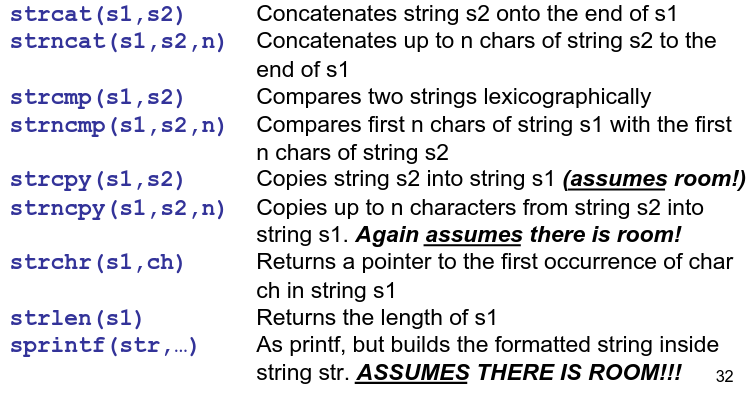 strcat(s1,s2) Concatenates string s2 onto the end of s1
strncat(s1,s2,n) Concatenates up to n chars of string s2 to the
end of s1
strcmp(s1,s2) Compares two strings lexicographically
strncmp(s1,s2,n) Compares first n chars of string s1 with the first
n chars of string s2
strcpy(s1,s2) Copies string s2 into string s1 (assumes room!)
strncpy(s1,s2,n) Copies up to n characters from string s2 into
string s1. Again assumes there is room!
strchr(s1,ch) Returns a pointer to the first occurrence of char
ch in string s1
strlen(s1) Returns the length of s1
sprintf(str,…) As printf, but builds the formatted string inside
string str. ASSUMES THERE IS ROOM!!! 32